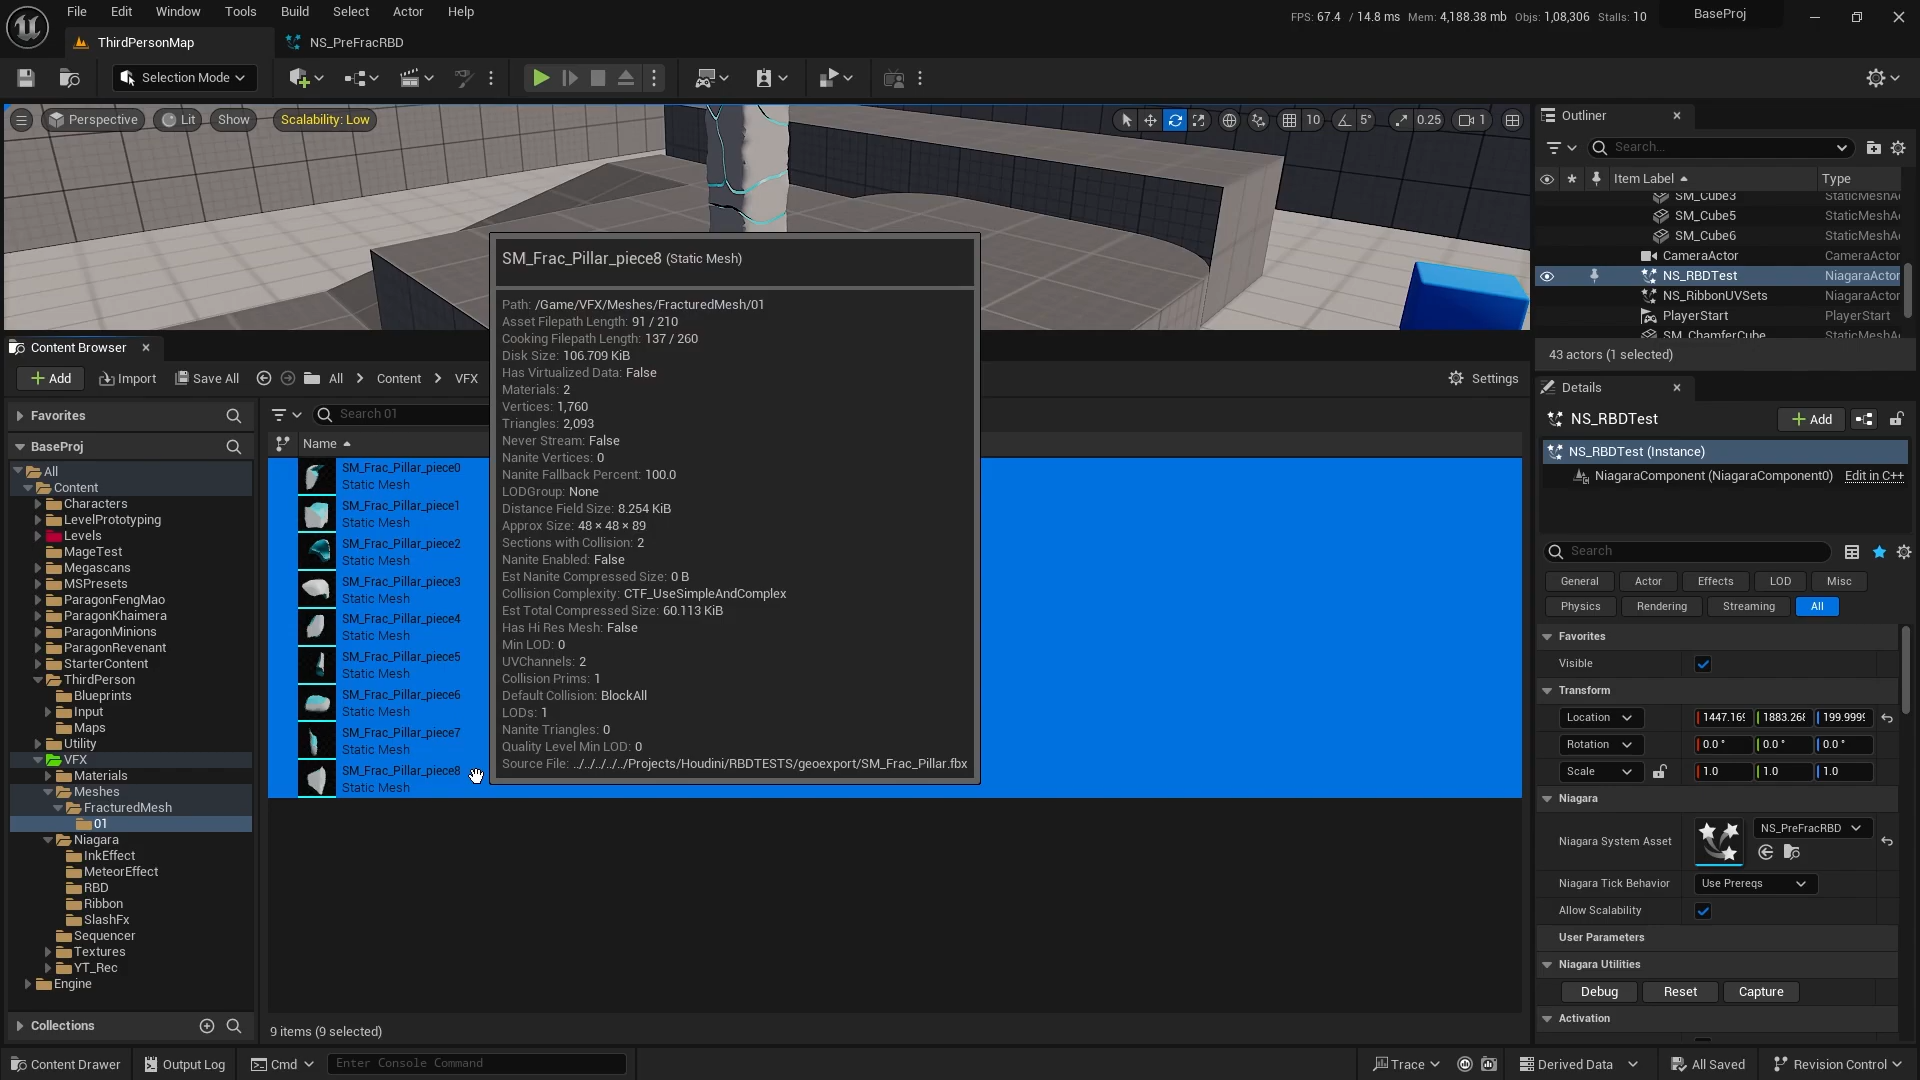 File Edit Window Tools Build Select Actor Help
FPS: 67.4 / 14.8 ms Mem: 4,188.38 mb Objs: 1,08,306 Stalls: 10
BaseProj
ThirdPersonMap
NS_PreFracRBD
Selection Mode
Perspective Lit Show Scalability: Low
10 5° 0.25 1
Outliner
Search...
Item Label Type
SM_Cube3 StaticMeshA
SM_Cube5 StaticMeshA
SM_Cube6 StaticMeshA
CameraActor CameraActor
NS_RBDTest NiagaraActor
NS_RibbonUVSets NiagaraActor
PlayerStart PlayerStart
SM_ChamferCube StaticMeshA
43 actors (1 selected)
Content Browser
Add Import Save All All Content VFX Settings
Favorites
BaseProj
All
Content
Characters
LevelPrototyping
Levels
MageTest
Megascans
MSPresets
ParagonFengMao
ParagonKhaimera
ParagonMinions
ParagonRevenant
StarterContent
ThirdPerson
Blueprints
Input
Maps
Utility
VFX
Materials
Meshes
FracturedMesh
01
Niagara
InkEffect
MeteorEffect
RBD
Ribbon
SlashFx
Sequencer
Textures
YT_Rec
Engine
Collections
Search 01
Name
SM_Frac_Pillar_piece0
Static Mesh
SM_Frac_Pillar_piece1
Static Mesh
SM_Frac_Pillar_piece2
Static Mesh
SM_Frac_Pillar_piece3
Static Mesh
SM_Frac_Pillar_piece4
Static Mesh
SM_Frac_Pillar_piece5
Static Mesh
SM_Frac_Pillar_piece6
Static Mesh
SM_Frac_Pillar_piece7
Static Mesh
SM_Frac_Pillar_piece8
Static Mesh
9 items (9 selected)
SM_Frac_Pillar_piece8 (Static Mesh)
Path: /Game/VFX/Meshes/FracturedMesh/01
Asset Filepath Length: 91 / 210
Cooking Filepath Length: 137 / 260
Disk Size: 106.709 KiB
Has Virtualized Data: False
Materials: 2
Vertices: 1,760
Triangles: 2,093
Never Stream: False
Nanite Vertices: 0
Nanite Fallback Percent: 100.0
LODGroup: None
Distance Field Size: 8.254 KiB
Approx Size: 48 × 48 × 89
Sections with Collision: 2
Nanite Enabled: False
Est Nanite Compressed Size: 0 B
Collision Complexity: CTF_UseSimpleAndComplex
Est Total Compressed Size: 60.113 KiB
Has Hi Res Mesh: False
Min LOD: 0
UVChannels: 2
Collision Prims: 1
Default Collision: BlockAll
LODs: 1
Nanite Triangles: 0
Quality Level Min LOD: 0
Source File: ../../../../../Projects/Houdini/RBDTESTS/geoexport/SM_Frac_Pillar.fbx
Details
NS_RBDTest Add
NS_RBDTest (Instance)
NiagaraComponent (NiagaraComponent0) Edit in C++
Search
General Actor Effects LOD Misc
Physics Rendering Streaming All
Favorites
Visible
Transform
Location 1447.169 1883.268 199.9999
Rotation 0.0 ° 0.0 ° 0.0 °
Scale 1.0 1.0 1.0
Niagara
Niagara System Asset NS_PreFracRBD
Niagara Tick Behavior Use Prereqs
Allow Scalability
User Parameters
Niagara Utilities
Debug Reset Capture
Activation
Content Drawer Output Log Cmd Enter Console Command
Trace Derived Data All Saved Revision Control